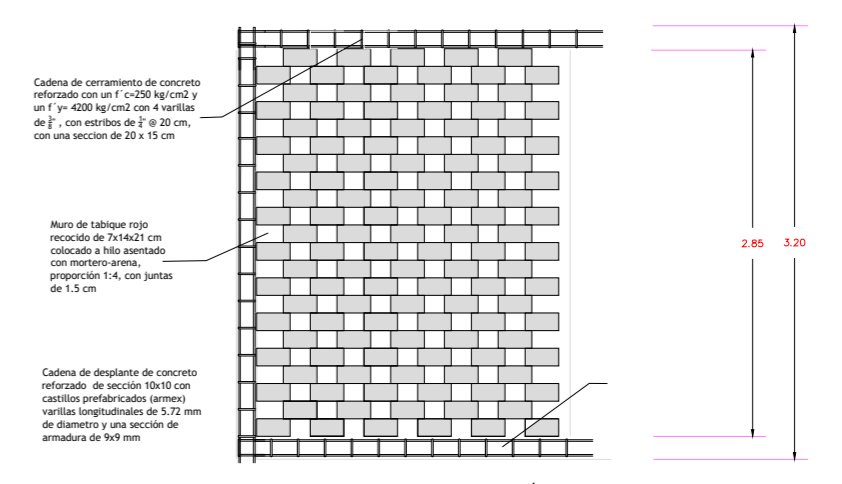 Cadena de cerramiento de concreto
reforzado con un f´c=250 kg/cm2 y
un f´y= 4200 kg/cm2 con 4 varillas
de 3/8" , con estribos de 1/4" @ 20 cm,
con una seccion de 20 x 15 cm
Muro de tabique rojo
recocido de 7x14x21 cm
colocado a hilo asentado
con mortero-arena,
proporción 1:4, con juntas
de 1.5 cm
Cadena de desplante de concreto
reforzado de sección 10x10 con
castillos prefabricados (armex)
varillas longitudinales de 5.72 mm
de diametro y una sección de
armadura de 9x9 mm
2.85
3.20